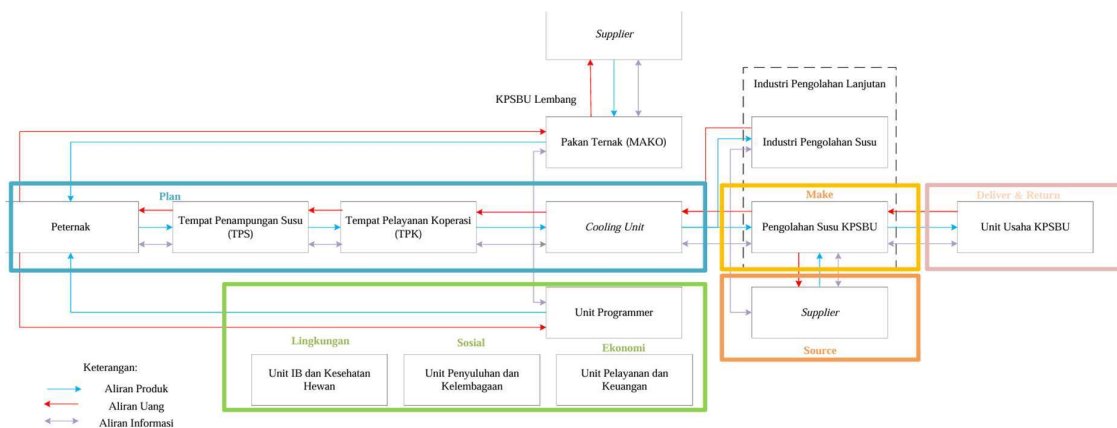 Supplier
KPSBU Lembang
Industri Pengolahan Lanjutan
Pakan Ternak (MAKO)
Industri Pengolahan Susu
Plan
Make
Deliver & Return
Peternak
Tempat Penampungan Susu
(TPS)
Tempat Pelayanan Koperasi
(TPK)
Cooling Unit
Pengolahan Susu KPSBU
Unit Usaha KPSBU
Unit Programmer
Supplier
Lingkungan
Sosial
Ekonomi
Source
Unit IB dan Kesehatan
Hewan
Unit Penyuluhan dan
Kelembagaan
Unit Pelayanan dan
Keuangan
Keterangan:
Aliran Produk
Aliran Uang
Aliran Informasi